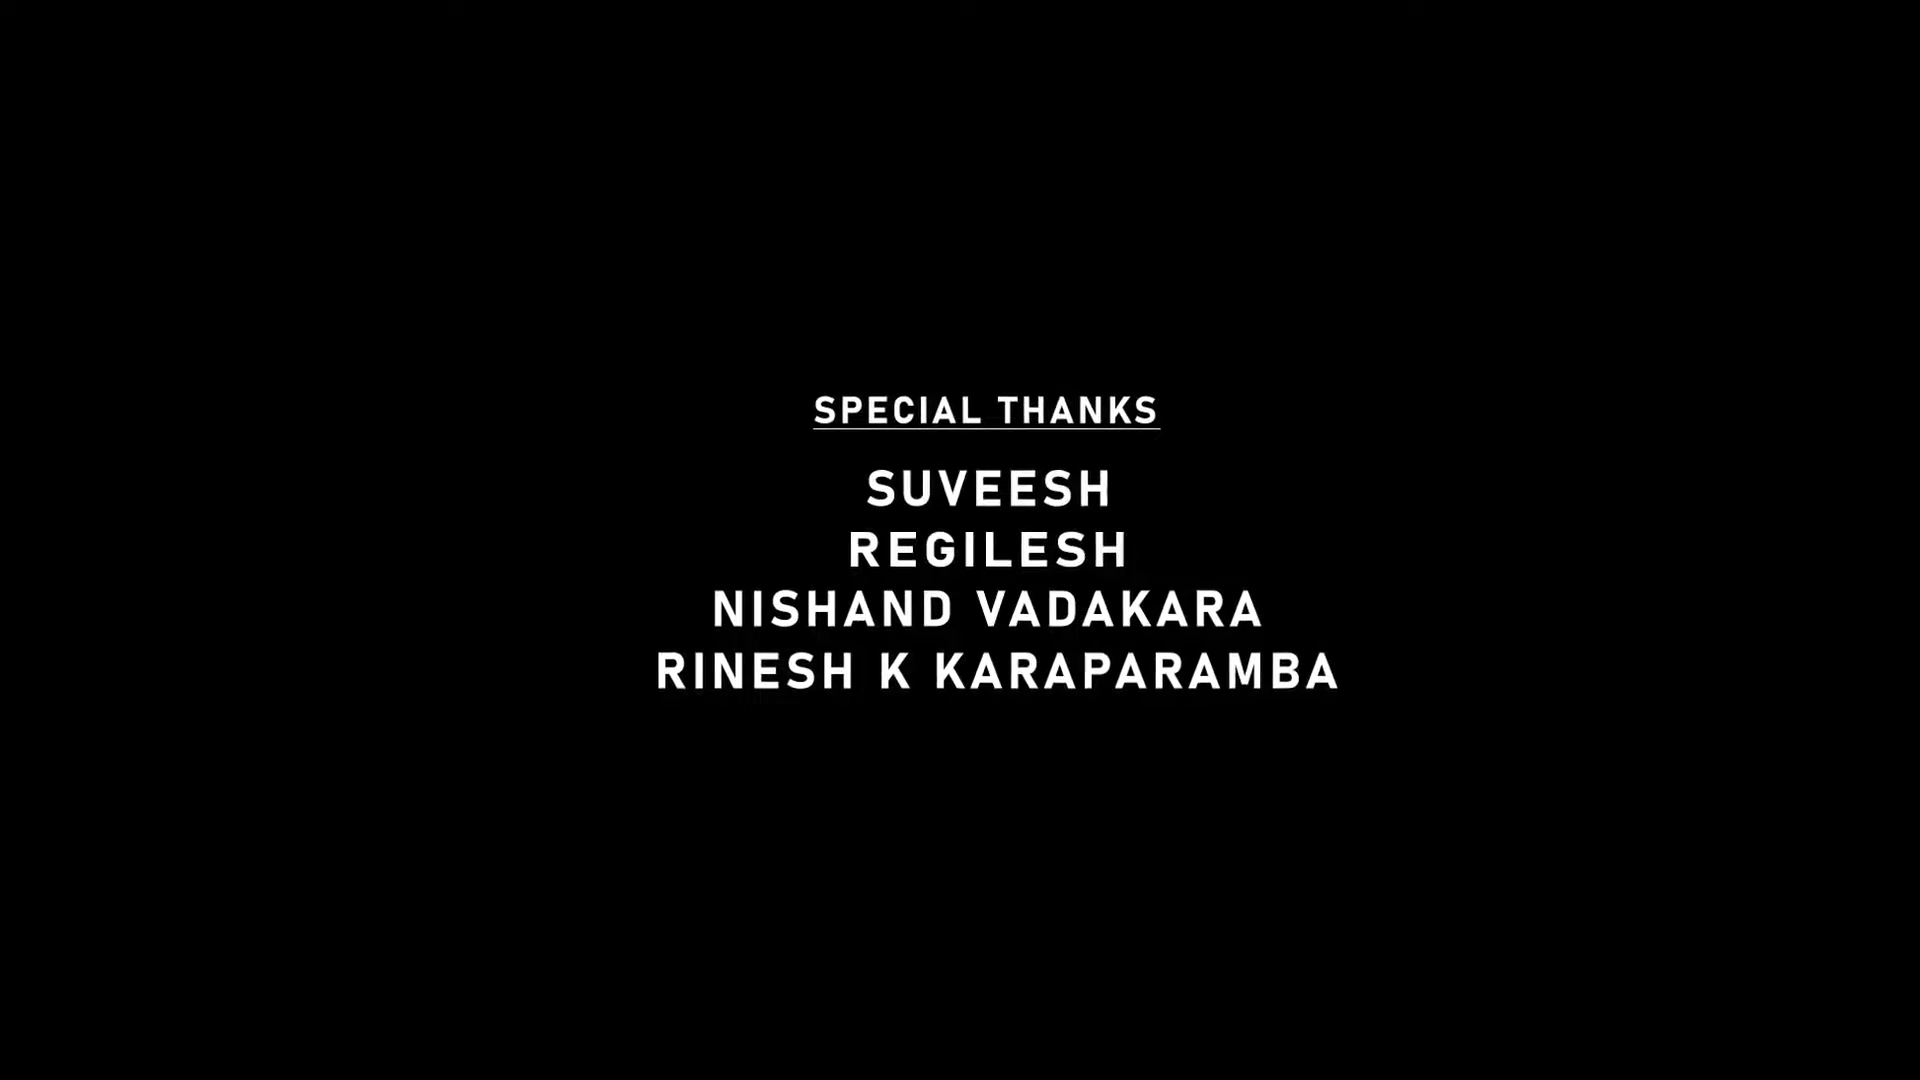 SPECIAL THANKS
SUVEESH
REGILESH
NISHAND VADAKARA
RINESH K KARAPARAMBA